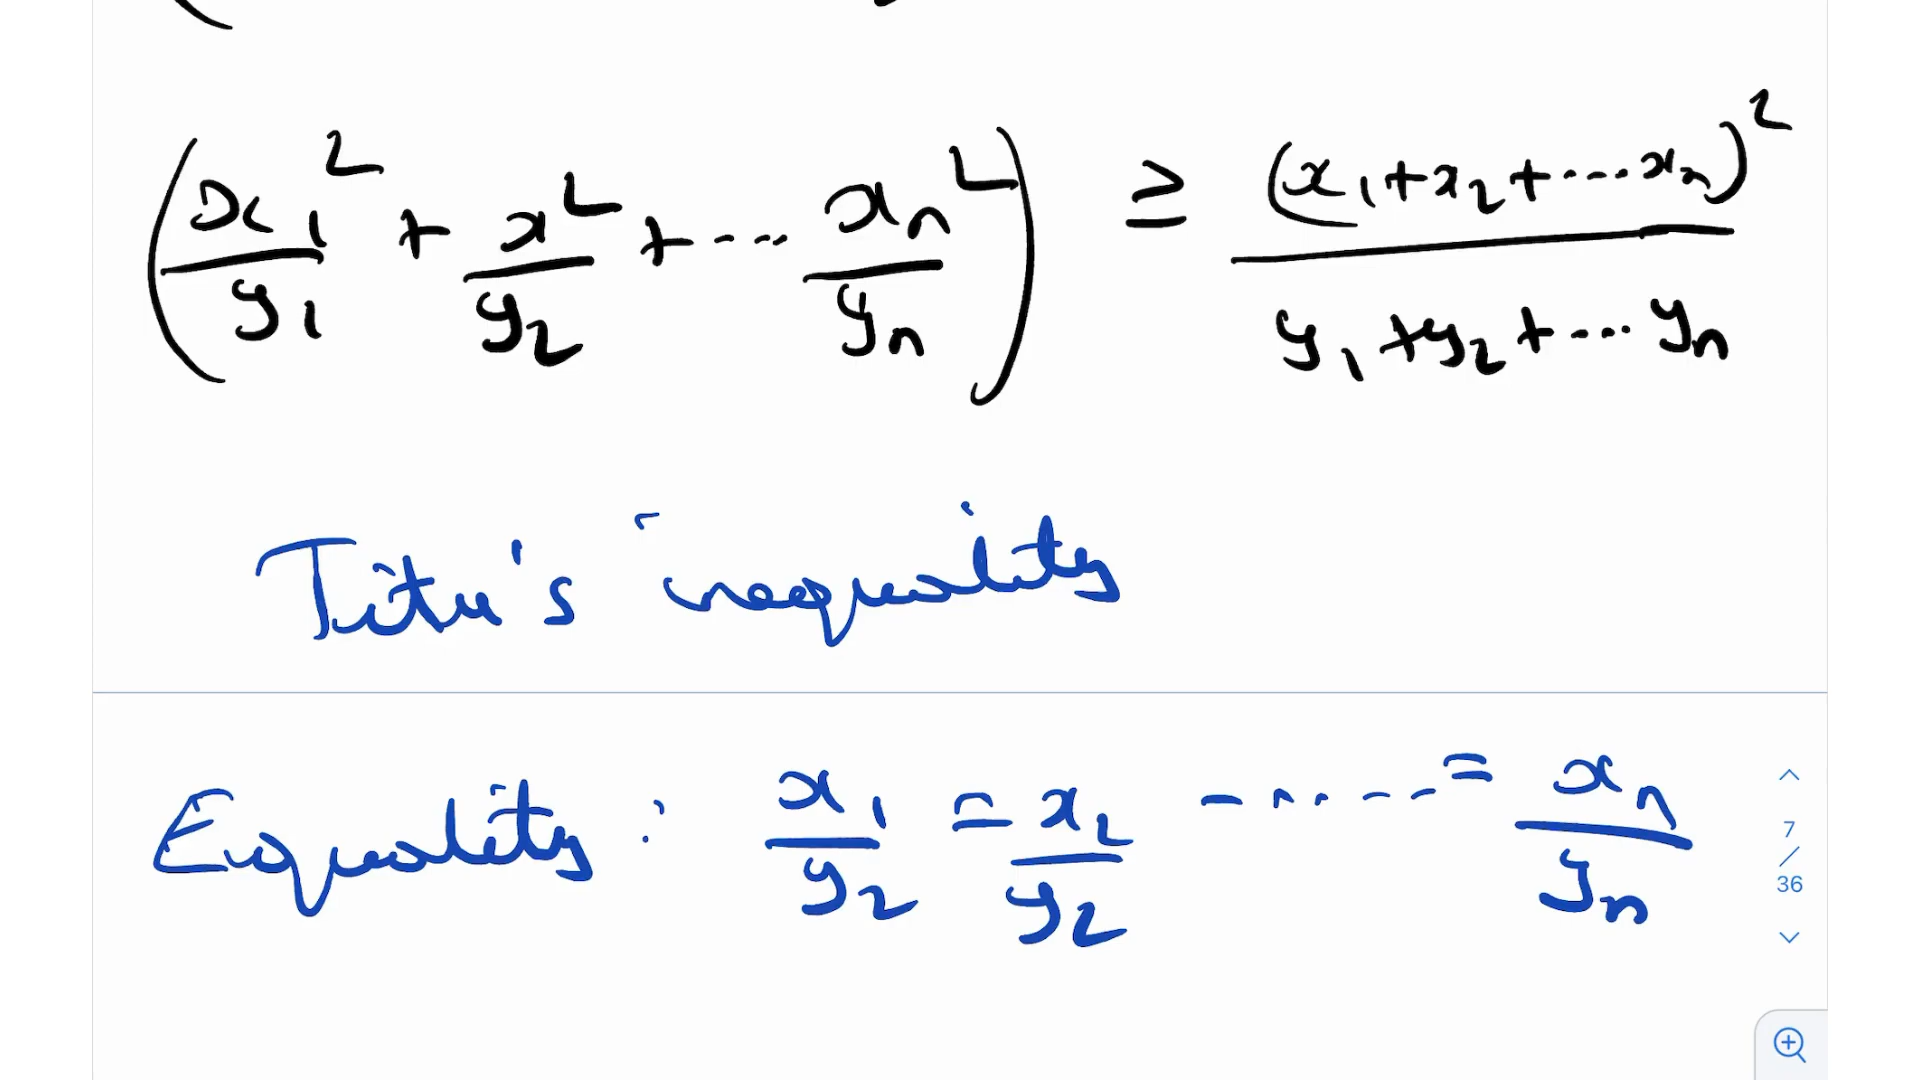 (x₁²/y₁ + x²/y₂ + ... xₙ²/yₙ) ≥ (x₁+x₂+...xₙ)²/(y₁+y₂+...yₙ)
Titu's inequality
Equality : x₁/y₂ = x₂/y₂ ------= xₙ/yₙ
7
/
36